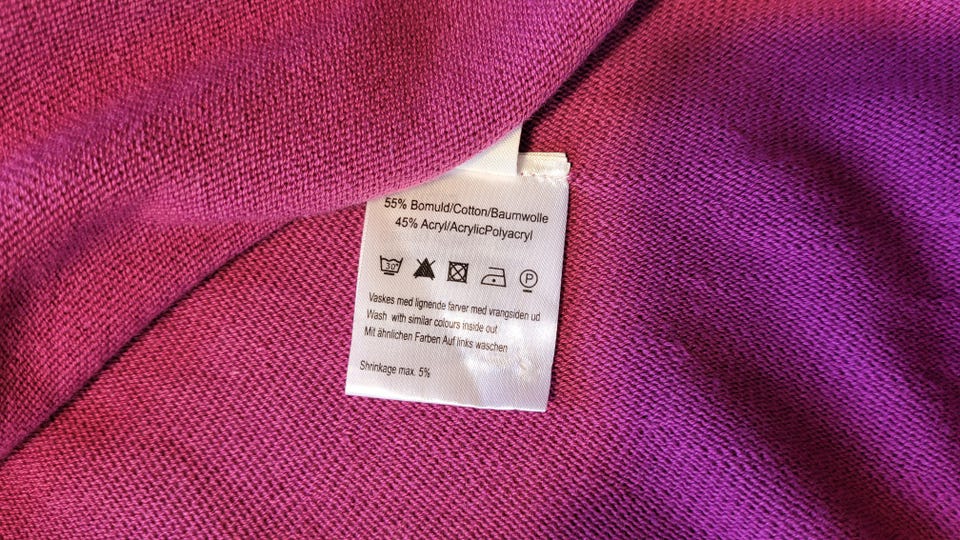 55% Bomuld/Cotton/Baumwolle
45% Acryl/AcrylicPolyacryl
30° P
Vaskes med lignende farver med vrangsiden ud
Wash with similar colours inside out
Mit ähnlichen Farben Auf links waschen
Shrinkage max. 5%